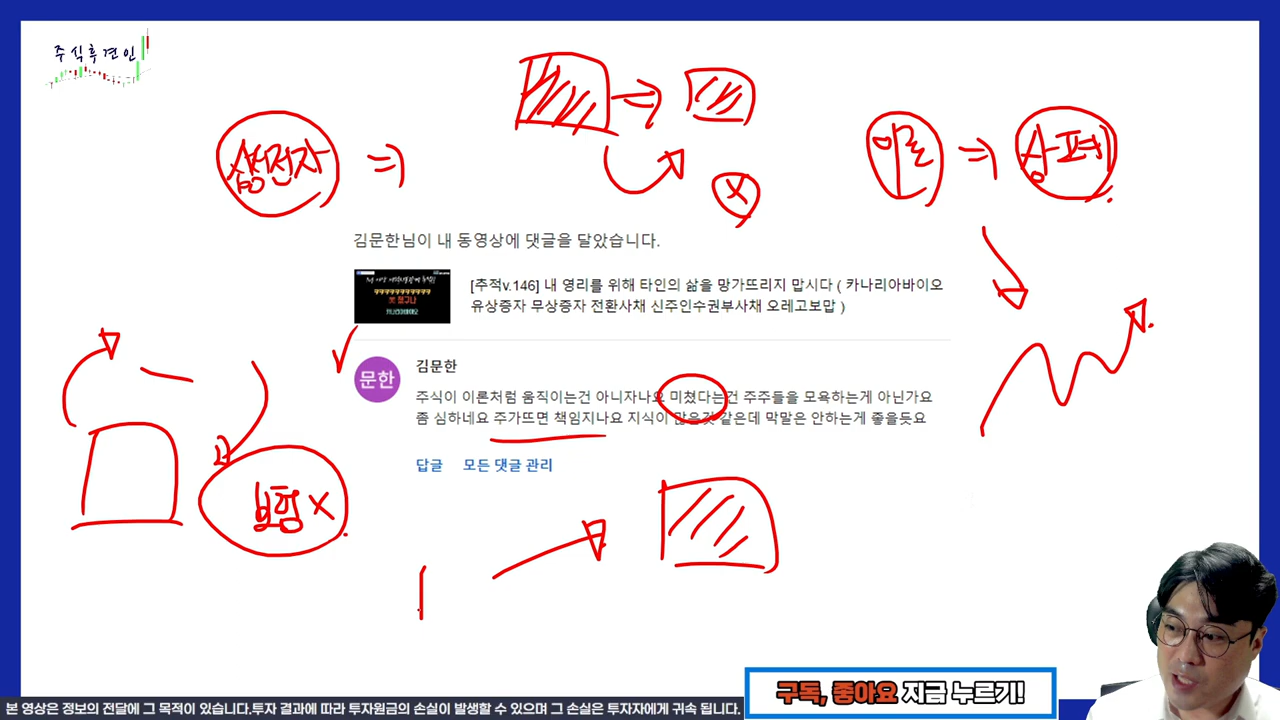 주식후견인
삼성전자
X
상폐
김문한님이 내 동영상에 댓글을 달았습니다.
[추적v.146] 내 영리를 위해 타인의 삶을 망가뜨리지 맙시다 ( 카나리아바이오
유상증자 무상증자 전환사채 신주인수권부사채 오레고보맙 )
문한
김문한
주식이 이론처럼 움직이는건 아니자나요 미쳤다는건 주주들을 모욕하는게 아닌가요
좀 심하네요 주가뜨면 책임지나요 지식이 많은것 같은데 막말은 안하는게 좋을듯요
답글 모든 댓글 관리
보험 X
구독, 좋아요 지금 누르기!
본 영상은 정보의 전달에 그 목적이 있습니다.투자 결과에 따라 투자원금의 손실이 발생할 수 있으며 그 손실은 투자자에게 귀속 됩니다.